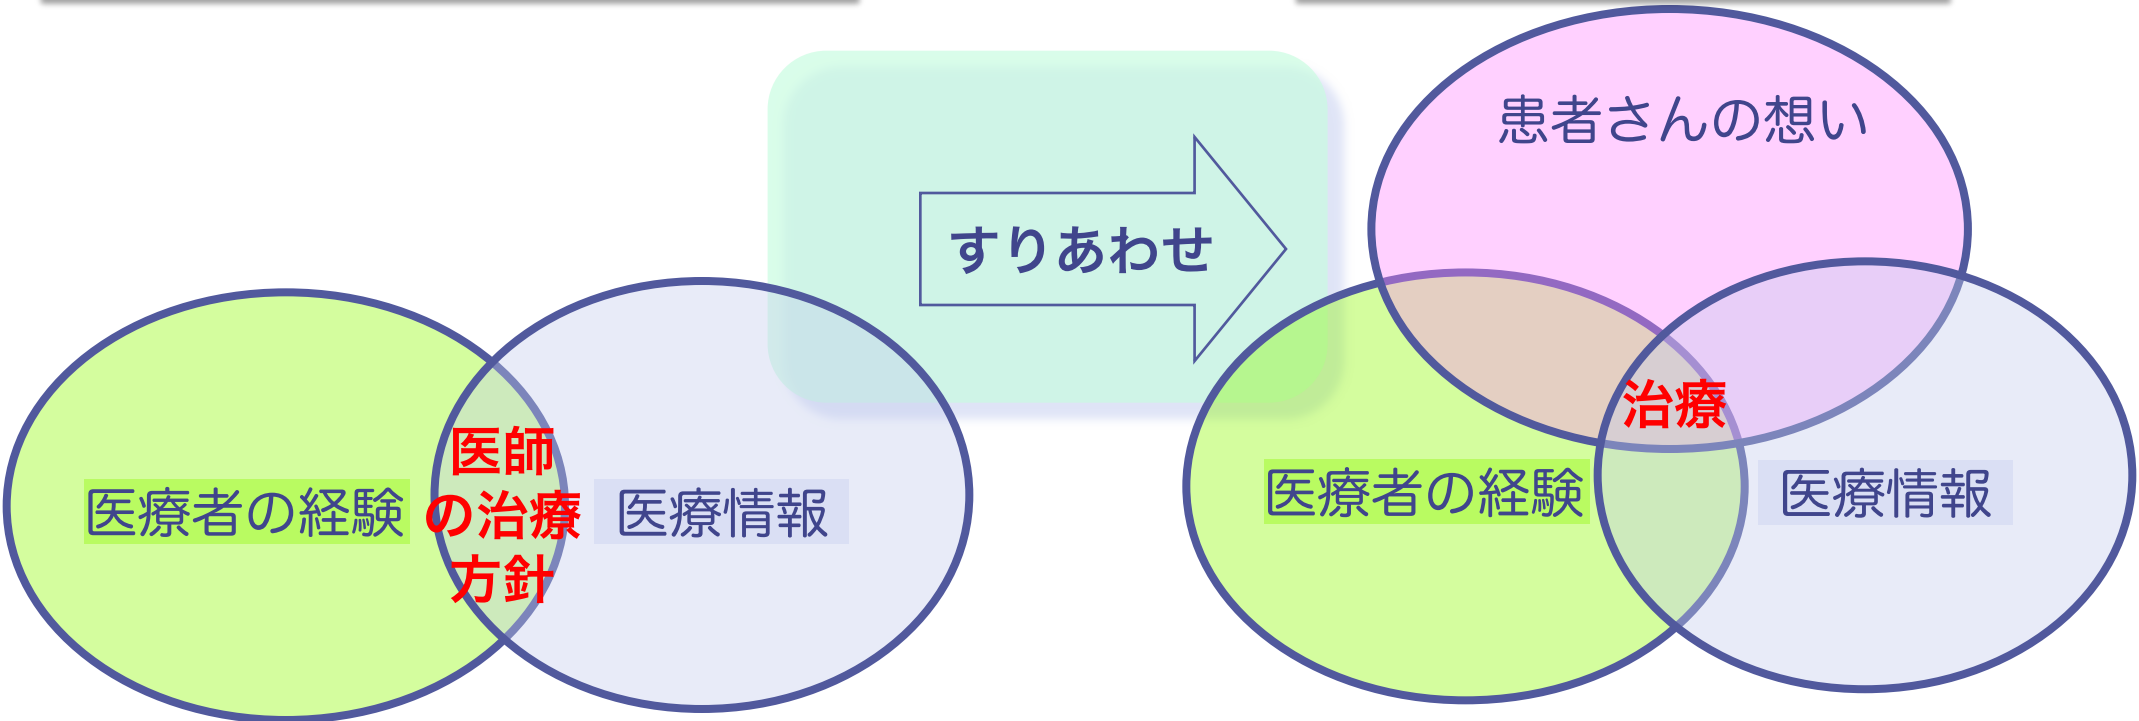 患者さんの想い
すりあわせ
医師
の治療
方針
医療者の経験
医療情報
治療
医療者の経験
医療情報